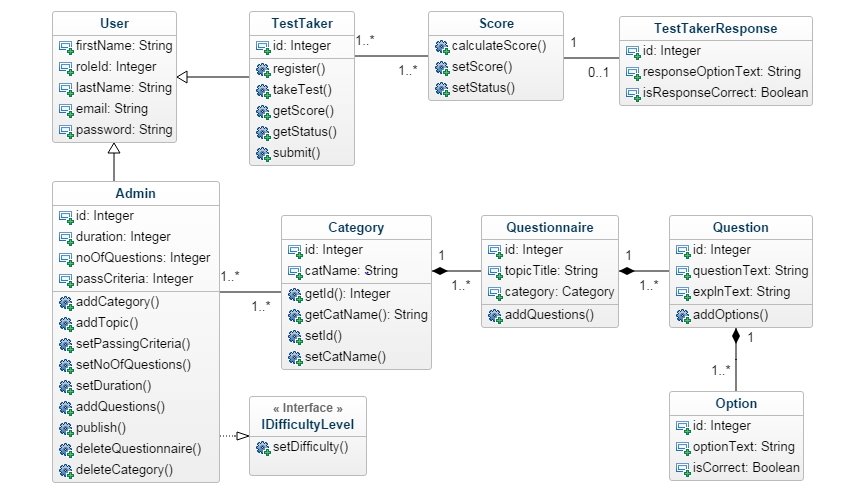 User
firstName: String
roleId: Integer
lastName: String
email: String
password: String
TestTaker
id: Integer
register()
takeTest()
getScore()
getStatus()
submit()
1..*
1..*
Score
calculateScore()
setScore()
setStatus()
1
0..1
TestTakerResponse
id: Integer
responseOptionText: String
isResponseCorrect: Boolean
Admin
id: Integer
duration: Integer
noOfQuestions: Integer
passCriteria: Integer
addCategory()
addTopic()
setPassingCriteria()
setNoOfQuestions()
setDuration()
addQuestions()
publish()
deleteQuestionnaire()
deleteCategory()
1..*
1..*
Category
id: Integer
catName: String
getId(): Integer
getCatName(): String
setId()
setCatName()
1
1..*
Questionnaire
id: Integer
topicTitle: String
category: Category
addQuestions()
1
1..*
Question
id: Integer
questionText: String
explnText: String
addOptions()
1
1..*
« Interface »
IDifficultyLevel
setDifficulty()
Option
id: Integer
optionText: String
isCorrect: Boolean